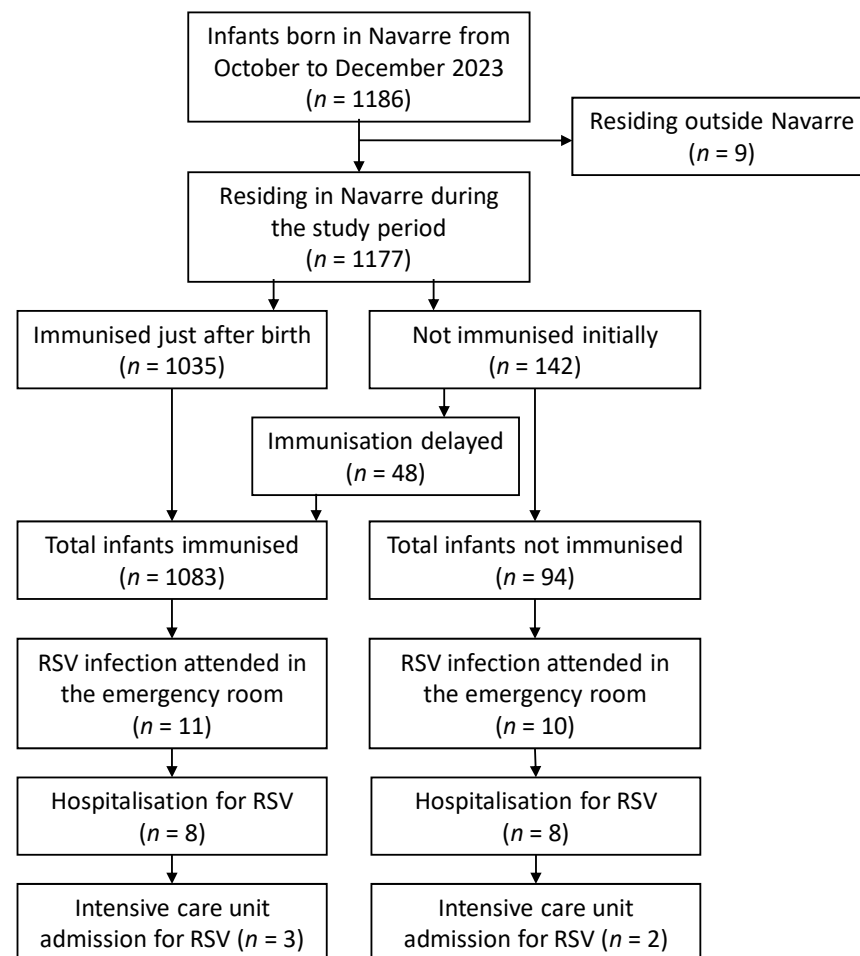 Infants born in Navarre from
October to December 2023
(n = 1186)
Residing outside Navarre
(n = 9)
Residing in Navarre during
the study period
(n = 1177)
Immunised just after birth
(n = 1035)
Not immunised initially
(n = 142)
Immunisation delayed
(n = 48)
Total infants immunised
(n = 1083)
Total infants not immunised
(n = 94)
RSV infection attended in
the emergency room
(n = 11)
RSV infection attended in
the emergency room
(n = 10)
Hospitalisation for RSV
(n = 8)
Hospitalisation for RSV
(n = 8)
Intensive care unit
admission for RSV (n = 3)
Intensive care unit
admission for RSV (n = 2)